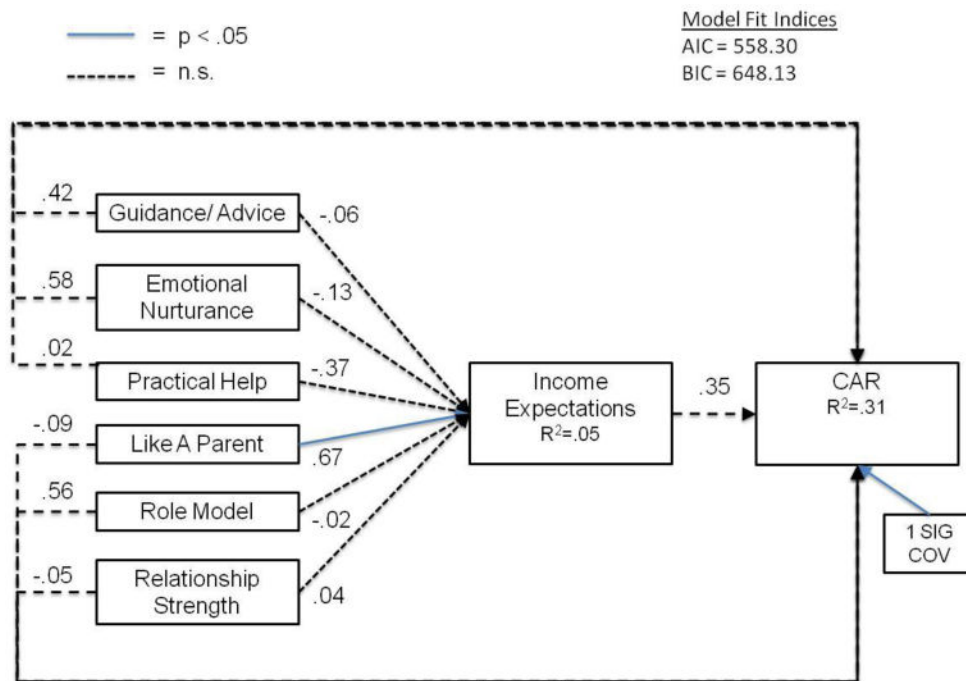 = p < .05
= n.s.
Model Fit Indices
AIC = 558.30
BIC = 648.13
.42
Guidance/ Advice
-.06
.58
Emotional
Nurturance
-.13
.02
Practical Help
-.37
-.09
Like A Parent
.67
.56
Role Model
-.02
-.05
Relationship
Strength
.04
Income
Expectations
R²=.05
.35
CAR
R²=.31
1 SIG
COV